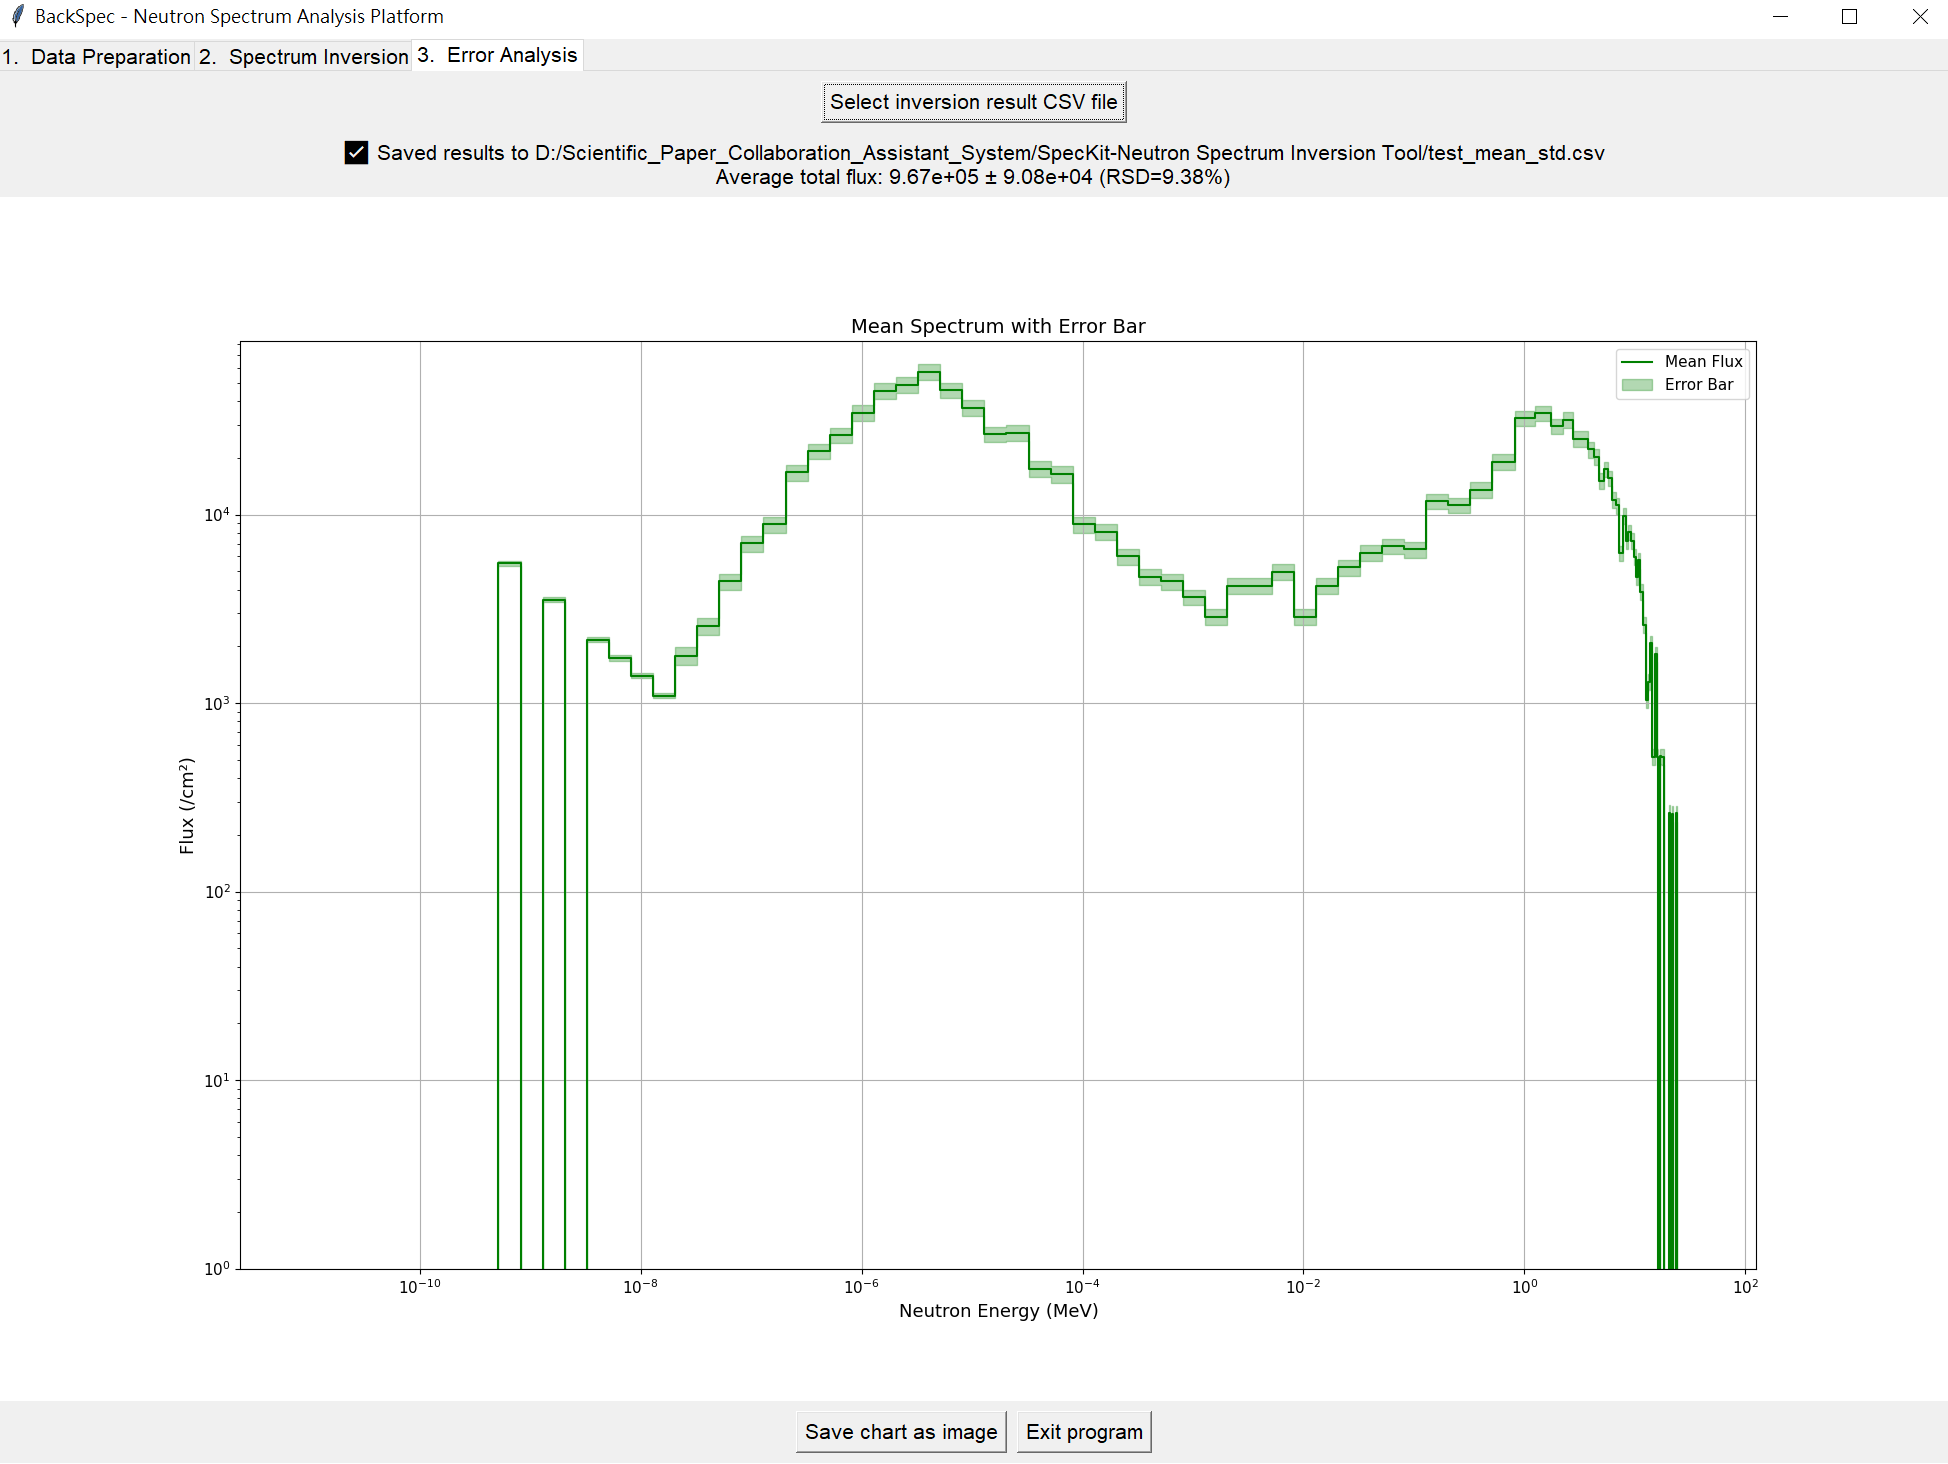 BackSpec - Neutron Spectrum Analysis Platform
1. Data Preparation 2. Spectrum Inversion 3. Error Analysis
Select inversion result CSV file
Saved results to D:/Scientific_Paper_Collaboration_Assistant_System/SpecKit-Neutron Spectrum Inversion Tool/test_mean_std.csv
Average total flux: 9.67e+05 ± 9.08e+04 (RSD=9.38%)
Mean Spectrum with Error Bar
Mean Flux
Error Bar
10⁴
10³
10²
10¹
10⁰
Flux (/cm²)
10⁻¹⁰ 10⁻⁸ 10⁻⁶ 10⁻⁴ 10⁻² 10⁰ 10²
Neutron Energy (MeV)
Save chart as image Exit program